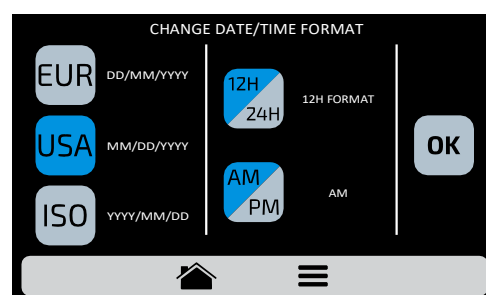 CHANGE DATE/TIME FORMAT
EUR DD/MM/YYYY
USA MM/DD/YYYY
ISO YYYY/MM/DD
12H
24H
12H FORMAT
AM
PM
AM
OK